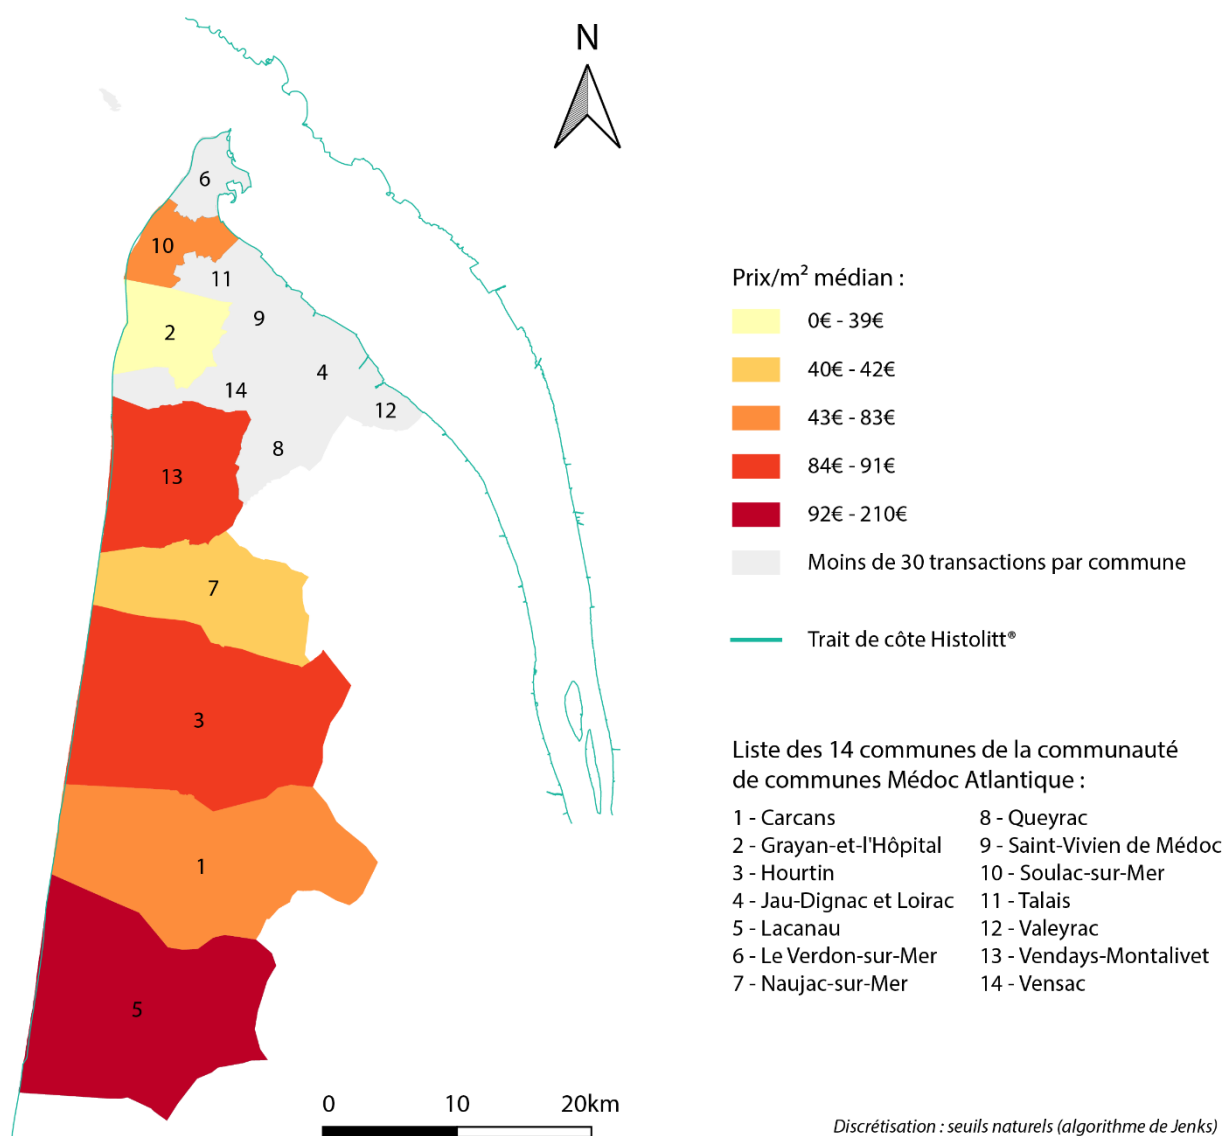 N
6
10
11
9
2
4
14
12
8
13
7
3
1
5
Prix/m² médian :
0€ - 39€
40€ - 42€
43€ - 83€
84€ - 91€
92€ - 210€
Moins de 30 transactions par commune
Trait de côte Histolitt®
Liste des 14 communes de la communauté
de communes Médoc Atlantique :
1 - Carcans
2 - Grayan-et-l'Hôpital
3 - Hourtin
4 - Jau-Dignac et Loirac
5 - Lacanau
6 - Le Verdon-sur-Mer
7 - Naujac-sur-Mer
8 - Queyrac
9 - Saint-Vivien de Médoc
10 - Soulac-sur-Mer
11 - Talais
12 - Valeyrac
13 - Vendays-Montalivet
14 - Vensac
0 10 20km
Discrétisation : seuils naturels (algorithme de Jenks)